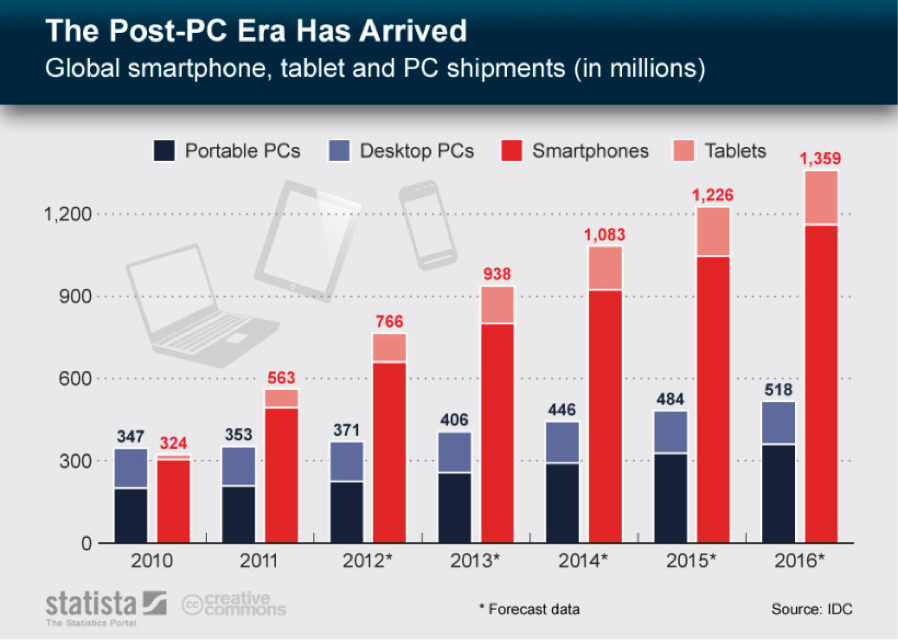 The Post-PC Era Has Arrived
Global smartphone, tablet and PC shipments (in millions)
Portable PCs
Desktop PCs
Smartphones
Tablets
1,200
900
600
300
0
347
324
353
563
371
766
406
938
446
1,083
484
1,226
518
1,359
2010
2011
2012*
2013*
2014*
2015*
2016*
statista
The Statistics Portal
cc creative commons
* Forecast data
Source: IDC